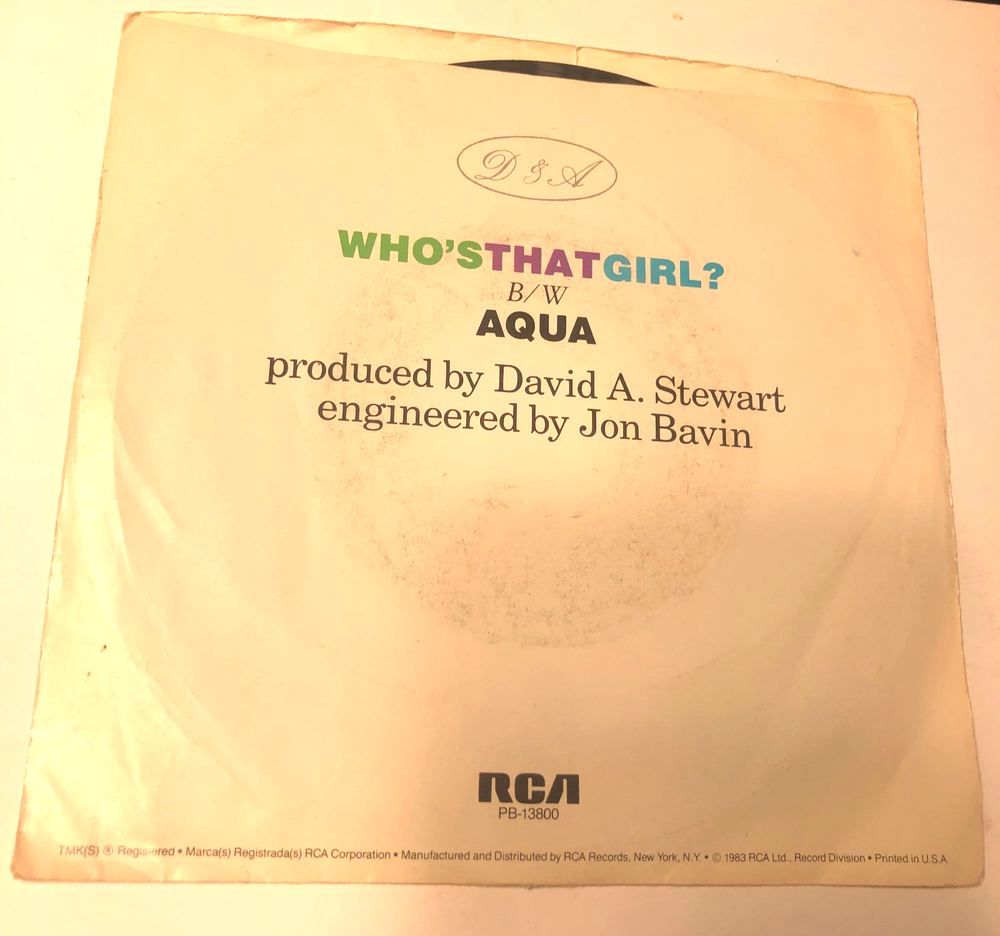 D & A
WHO'STHATGIRL?
B/W
AQUA
produced by David A. Stewart
engineered by Jon Bavin
RCA
PB-13800
TMK(S) ® Registered • Marca(s) Registrada(s) RCA Corporation • Manufactured and Distributed by RCA Records, New York, N.Y. • © 1983 RCA Ltd., Record Division • Printed in U.S.A.